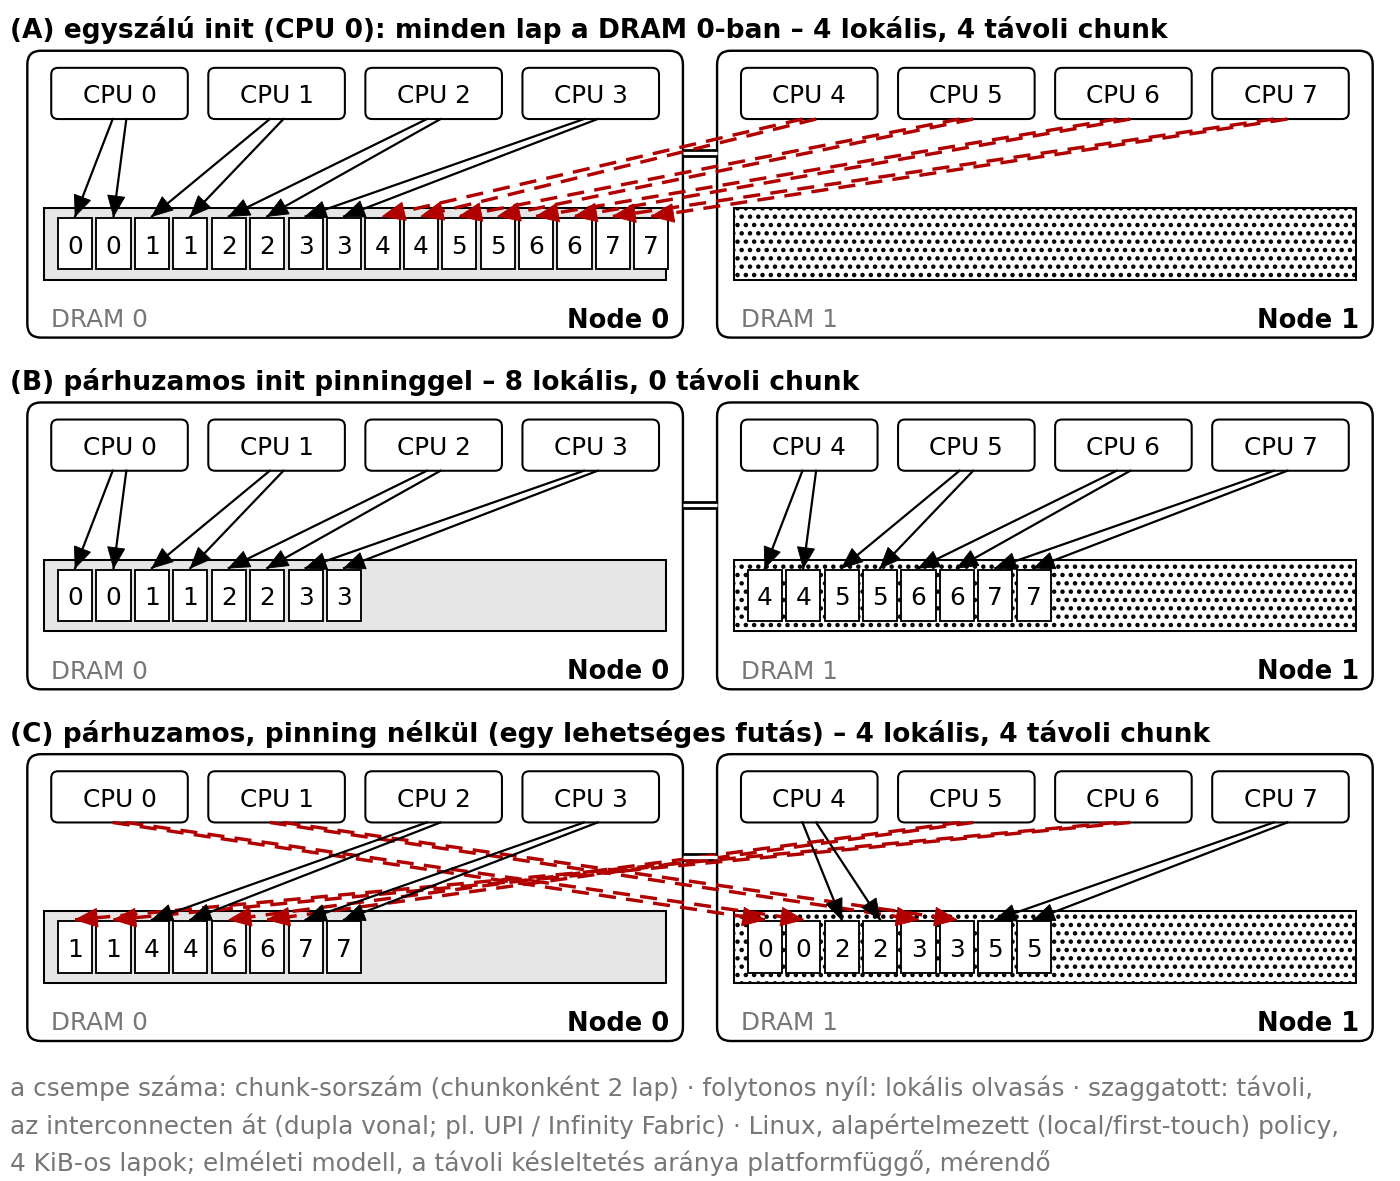 (A) egyszálú init (CPU 0): minden lap a DRAM 0-ban – 4 lokális, 4 távoli chunk
CPU 0 CPU 1 CPU 2 CPU 3 CPU 4 CPU 5 CPU 6 CPU 7
0 0 1 1 2 2 3 3 4 4 5 5 6 6 7 7
DRAM 0 Node 0 DRAM 1 Node 1
(B) párhuzamos init pinninggel – 8 lokális, 0 távoli chunk
CPU 0 CPU 1 CPU 2 CPU 3 CPU 4 CPU 5 CPU 6 CPU 7
0 0 1 1 2 2 3 3 4 4 5 5 6 6 7 7
DRAM 0 Node 0 DRAM 1 Node 1
(C) párhuzamos, pinning nélkül (egy lehetséges futás) – 4 lokális, 4 távoli chunk
CPU 0 CPU 1 CPU 2 CPU 3 CPU 4 CPU 5 CPU 6 CPU 7
1 1 4 4 6 6 7 7 0 0 2 2 3 3 5 5
DRAM 0 Node 0 DRAM 1 Node 1
a csempe száma: chunk-sorszám (chunkonként 2 lap) · folytonos nyíl: lokális olvasás · szaggatott: távoli,
az interconnecten át (dupla vonal; pl. UPI / Infinity Fabric) · Linux, alapértelmezett (local/first-touch) policy,
4 KiB-os lapok; elméleti modell, a távoli késleltetés aránya platformfüggő, mérendő